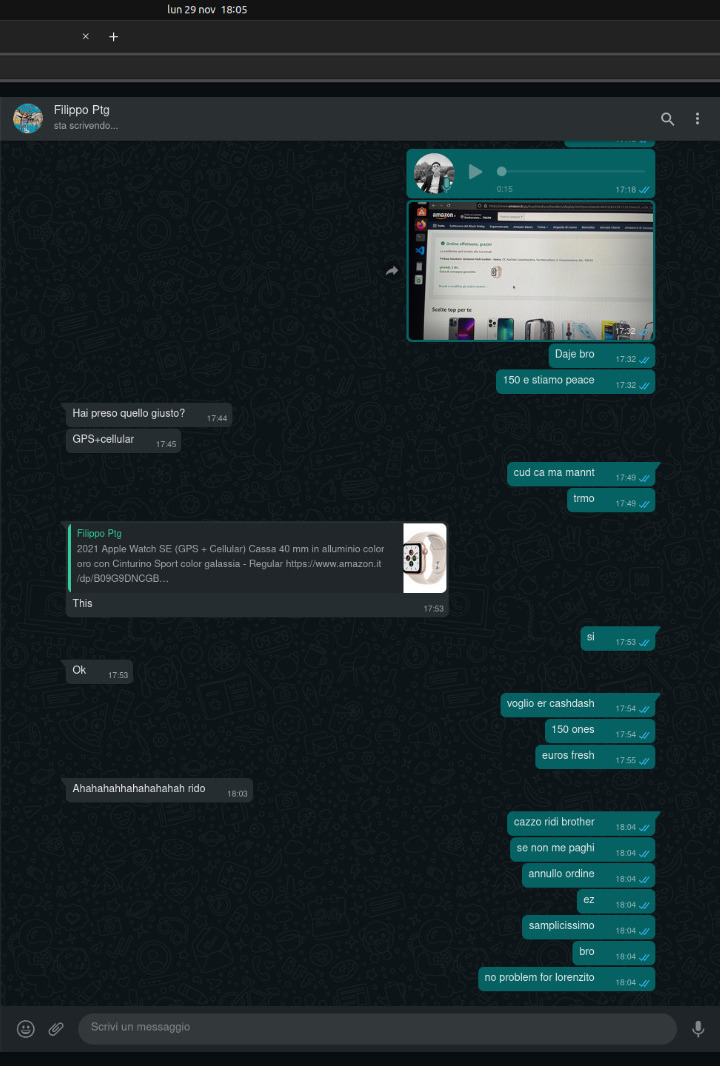 lun 29 nov 18:05
Filippo Ptg
sta scrivendo...
0:15
17:18
amazon
Ordine effettuato, grazie!
Scelte top per te
17:32
Daje bro
17:32
150 e stiamo peace
17:32
Hai preso quello giusto?
17:44
GPS+cellular
17:45
cud ca ma mannt
17:49
trmo
17:49
Filippo Ptg
2021 Apple Watch SE (GPS + Cellular) Cassa 40 mm in alluminio color
oro con Cinturino Sport color galassia - Regular https://www.amazon.it
/dp/B09G9DNCGB…
This
17:53
si
17:53
Ok
17:53
voglio er cashdash
17:54
150 ones
17:54
euros fresh
17:55
Ahahahahhahahahahah rido
18:03
cazzo ridi brother
18:04
se non me paghi
18:04
annullo ordine
18:04
ez
18:04
samplicissimo
18:04
bro
18:04
no problem for lorenzito
18:04
Scrivi un messaggio